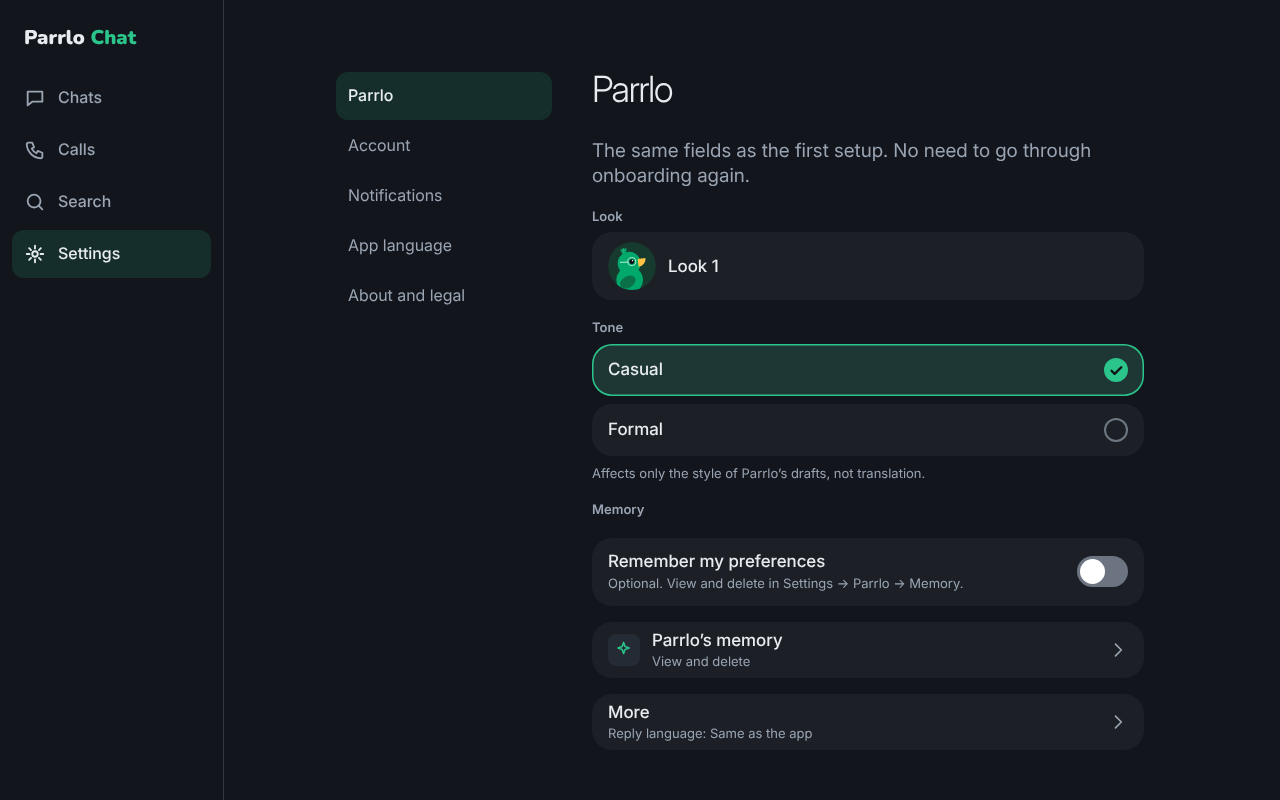 Parrlo Chat
Chats
Calls
Search
Settings
Parrlo
Account
Notifications
App language
About and legal
Parrlo
The same fields as the first setup. No need to go through
onboarding again.
Look
Look 1
Tone
Casual
Formal
Affects only the style of Parrlo’s drafts, not translation.
Memory
Remember my preferences
Optional. View and delete in Settings → Parrlo → Memory.
Parrlo’s memory
View and delete
More
Reply language: Same as the app